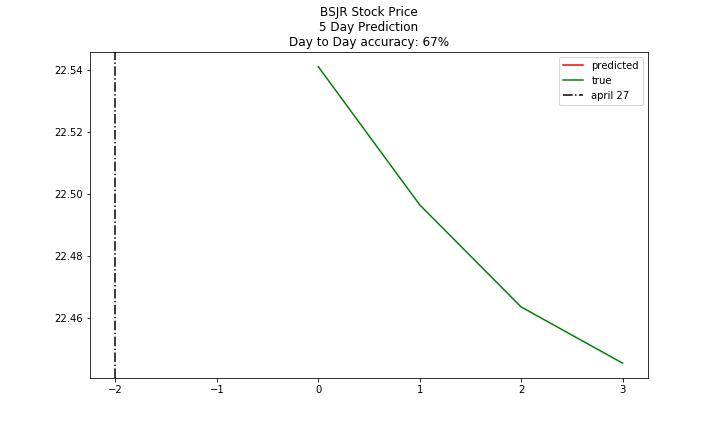 BSJR Stock Price
5 Day Prediction
Day to Day accuracy: 67%
predicted
true
april 27
22.54
22.52
22.50
22.48
22.46
−2
−1
0
1
2
3